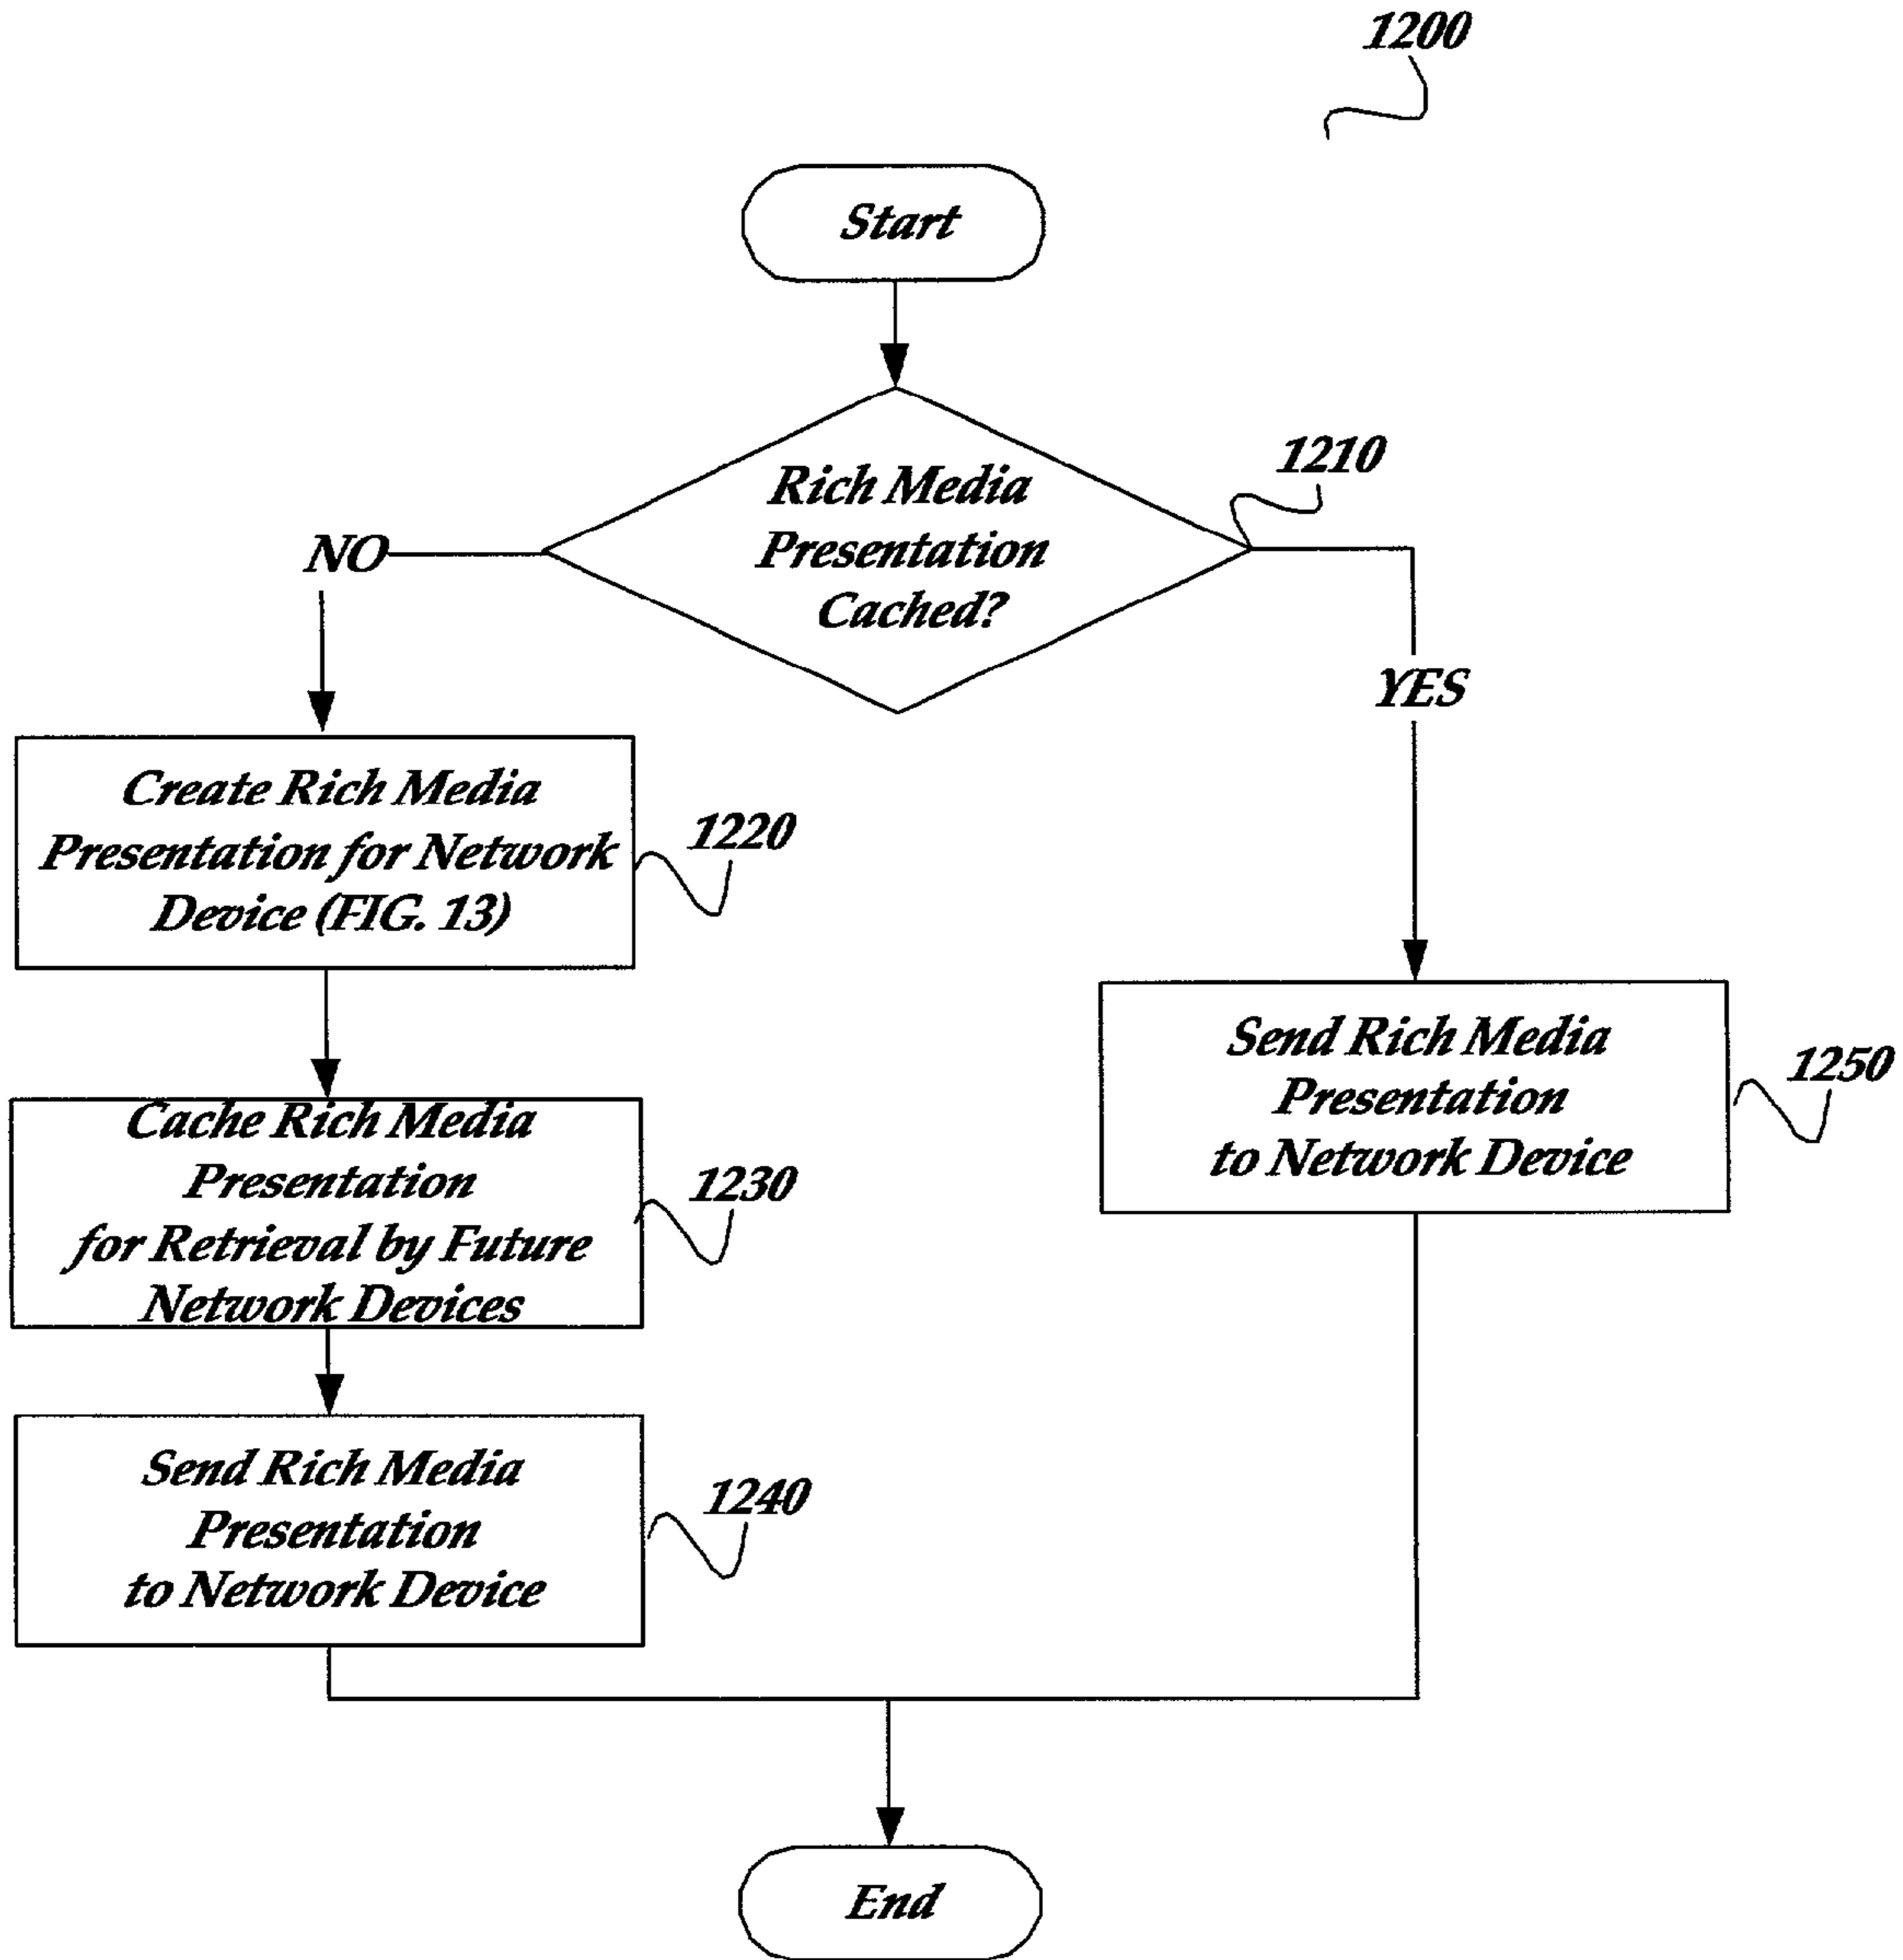 1200
Start
Rich Media
Presentation
Cached?
1210
NO
YES
Create Rich Media
Presentation for Network
Device (FIG. 13)
1220
Send Rich Media
Presentation
to Network Device
1250
Cache Rich Media
Presentation
for Retrieval by Future
Network Devices
1230
Send Rich Media
Presentation
to Network Device
1240
End